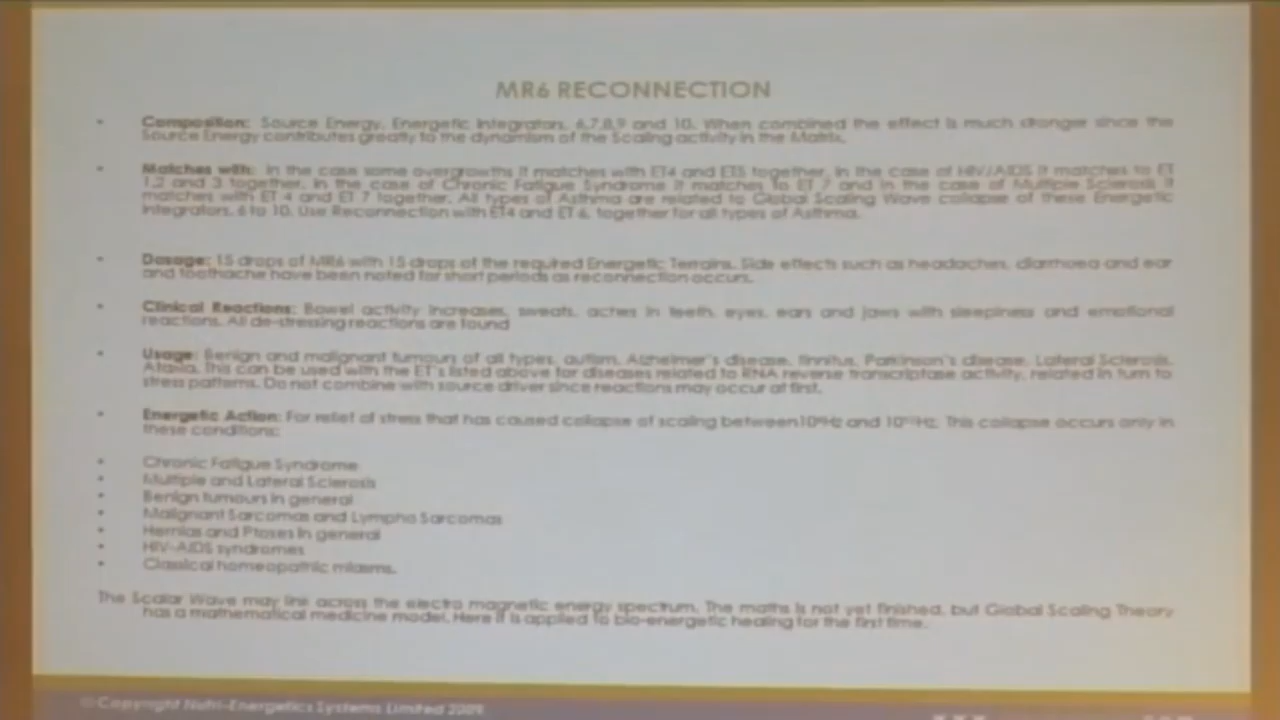 MR6 RECONNECTION
• Composition: Source Energy, Energetic Integrators, 6,7,8,9 and 10. When combined the effect is much stronger since the
Source Energy contributes greatly to the dynamism of the Scaling activity in the Matrix.
• Matches with: In the case some overgrowths it matches with ET4 and ET5 together, in the case of HIV/AIDS it matches to ET
1,2 and 3 together, in the case of Chronic Fatigue Syndrome it matches to ET 7 and in the case of Multiple Sclerosis it
matches with ET 4 and ET 7 together. All types of Asthma are related to Global Scaling Wave collapse of these Energetic
Integrators, 6 to 10. Use Reconnection with ET4 and ET 6, together for all types of Asthma.
• Dosage: 15 drops of MR6 with 15 drops of the required Energetic Terrains. Side effects such as headaches, diarrhoea and ear
and toothache have been noted for short periods as reconnection occurs.
• Clinical Reactions: Bowel activity increases, sweats, aches in teeth, eyes, ears and jaws with sleepiness and emotional
reactions. All de-stressing reactions are found
• Usage: Benign and malignant tumours of all types, autism, Alzheimer's disease, tinnitus, Parkinson's disease, Lateral Sclerosis,
Ataxia. This can be used with the ET's listed above for diseases related to RNA reverse transcriptase activity, related in turn to
stress patterns. Do not combine with source driver since reactions may occur at first.
• Energetic Action: For relief of stress that has caused collapse of scaling between and This collapse occurs only in
these conditions:
• Chronic Fatigue Syndrome
• Multiple and Lateral Sclerosis
• Benign tumours in general
• Malignant Sarcomas and Lympho Sarcomas
• Hernias and Ptoses in general
• HIV-AIDS syndromes
• Classical homeopathic miasms.
The Scalar Wave may link across the electro magnetic energy spectrum. The maths is not yet finished, but Global Scaling Theory
has a mathematical medicine model. Here it is applied to bio-energetic healing for the first time.
© Copyright Nutri-Energetics Systems Limited 2009